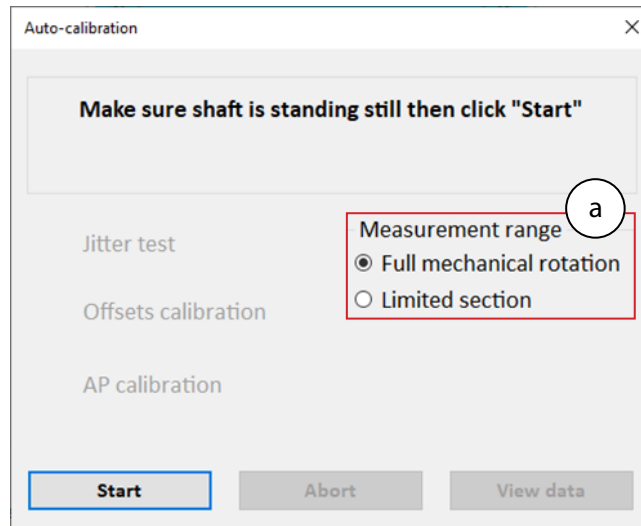 Auto-calibration
Make sure shaft is standing still then click "Start"
a
Jitter test
Measurement range
Full mechanical rotation
Limited section
Offsets calibration
AP calibration
Start
Abort
View data